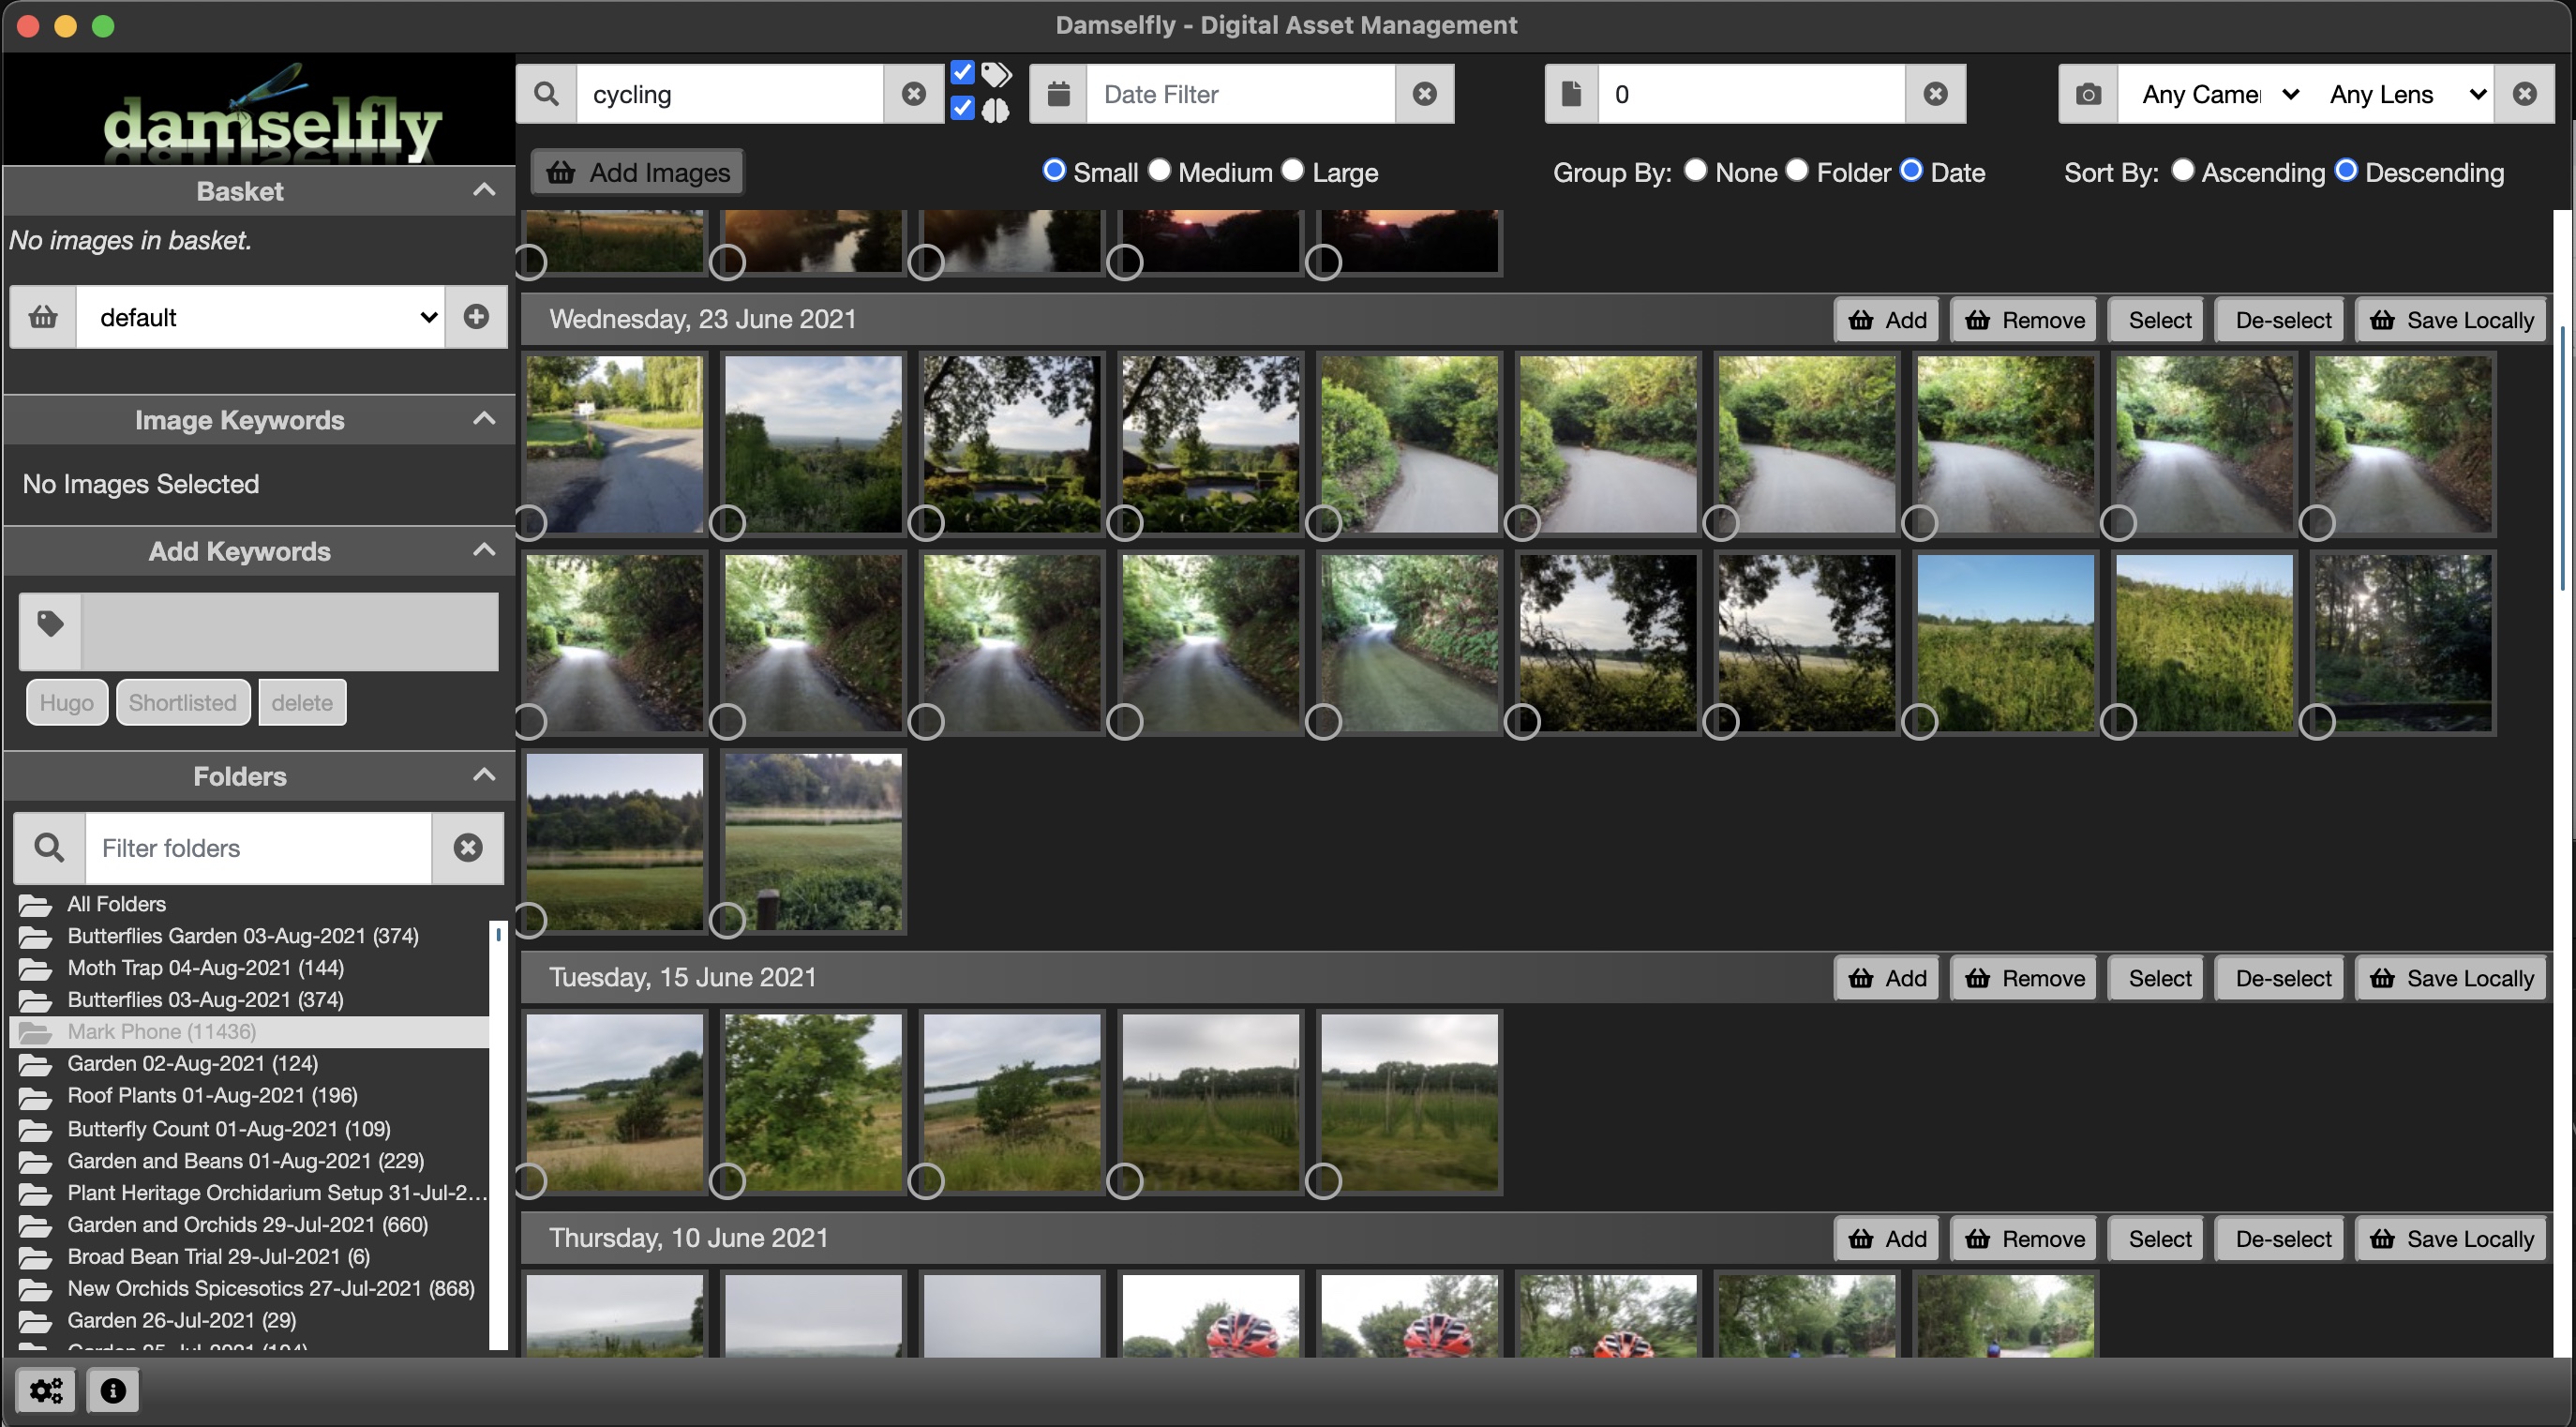 Damselfly - Digital Asset Management
damselfly
cycling
Date Filter
0
Any Camer
Any Lens
Add Images
Small Medium Large
Group By: None Folder Date
Sort By: Ascending Descending
Basket
No images in basket.
default
Image Keywords
No Images Selected
Add Keywords
Hugo Shortlisted delete
Folders
Filter folders
All Folders
Butterflies Garden 03-Aug-2021 (374)
Moth Trap 04-Aug-2021 (144)
Butterflies 03-Aug-2021 (374)
Mark Phone (11436)
Garden 02-Aug-2021 (124)
Roof Plants 01-Aug-2021 (196)
Butterfly Count 01-Aug-2021 (109)
Garden and Beans 01-Aug-2021 (229)
Plant Heritage Orchidarium Setup 31-Jul-2...
Garden and Orchids 29-Jul-2021 (660)
Broad Bean Trial 29-Jul-2021 (6)
New Orchids Spicesotics 27-Jul-2021 (868)
Garden 26-Jul-2021 (29)
Wednesday, 23 June 2021 Add Remove Select De-select Save Locally
Tuesday, 15 June 2021 Add Remove Select De-select Save Locally
Thursday, 10 June 2021 Add Remove Select De-select Save Locally